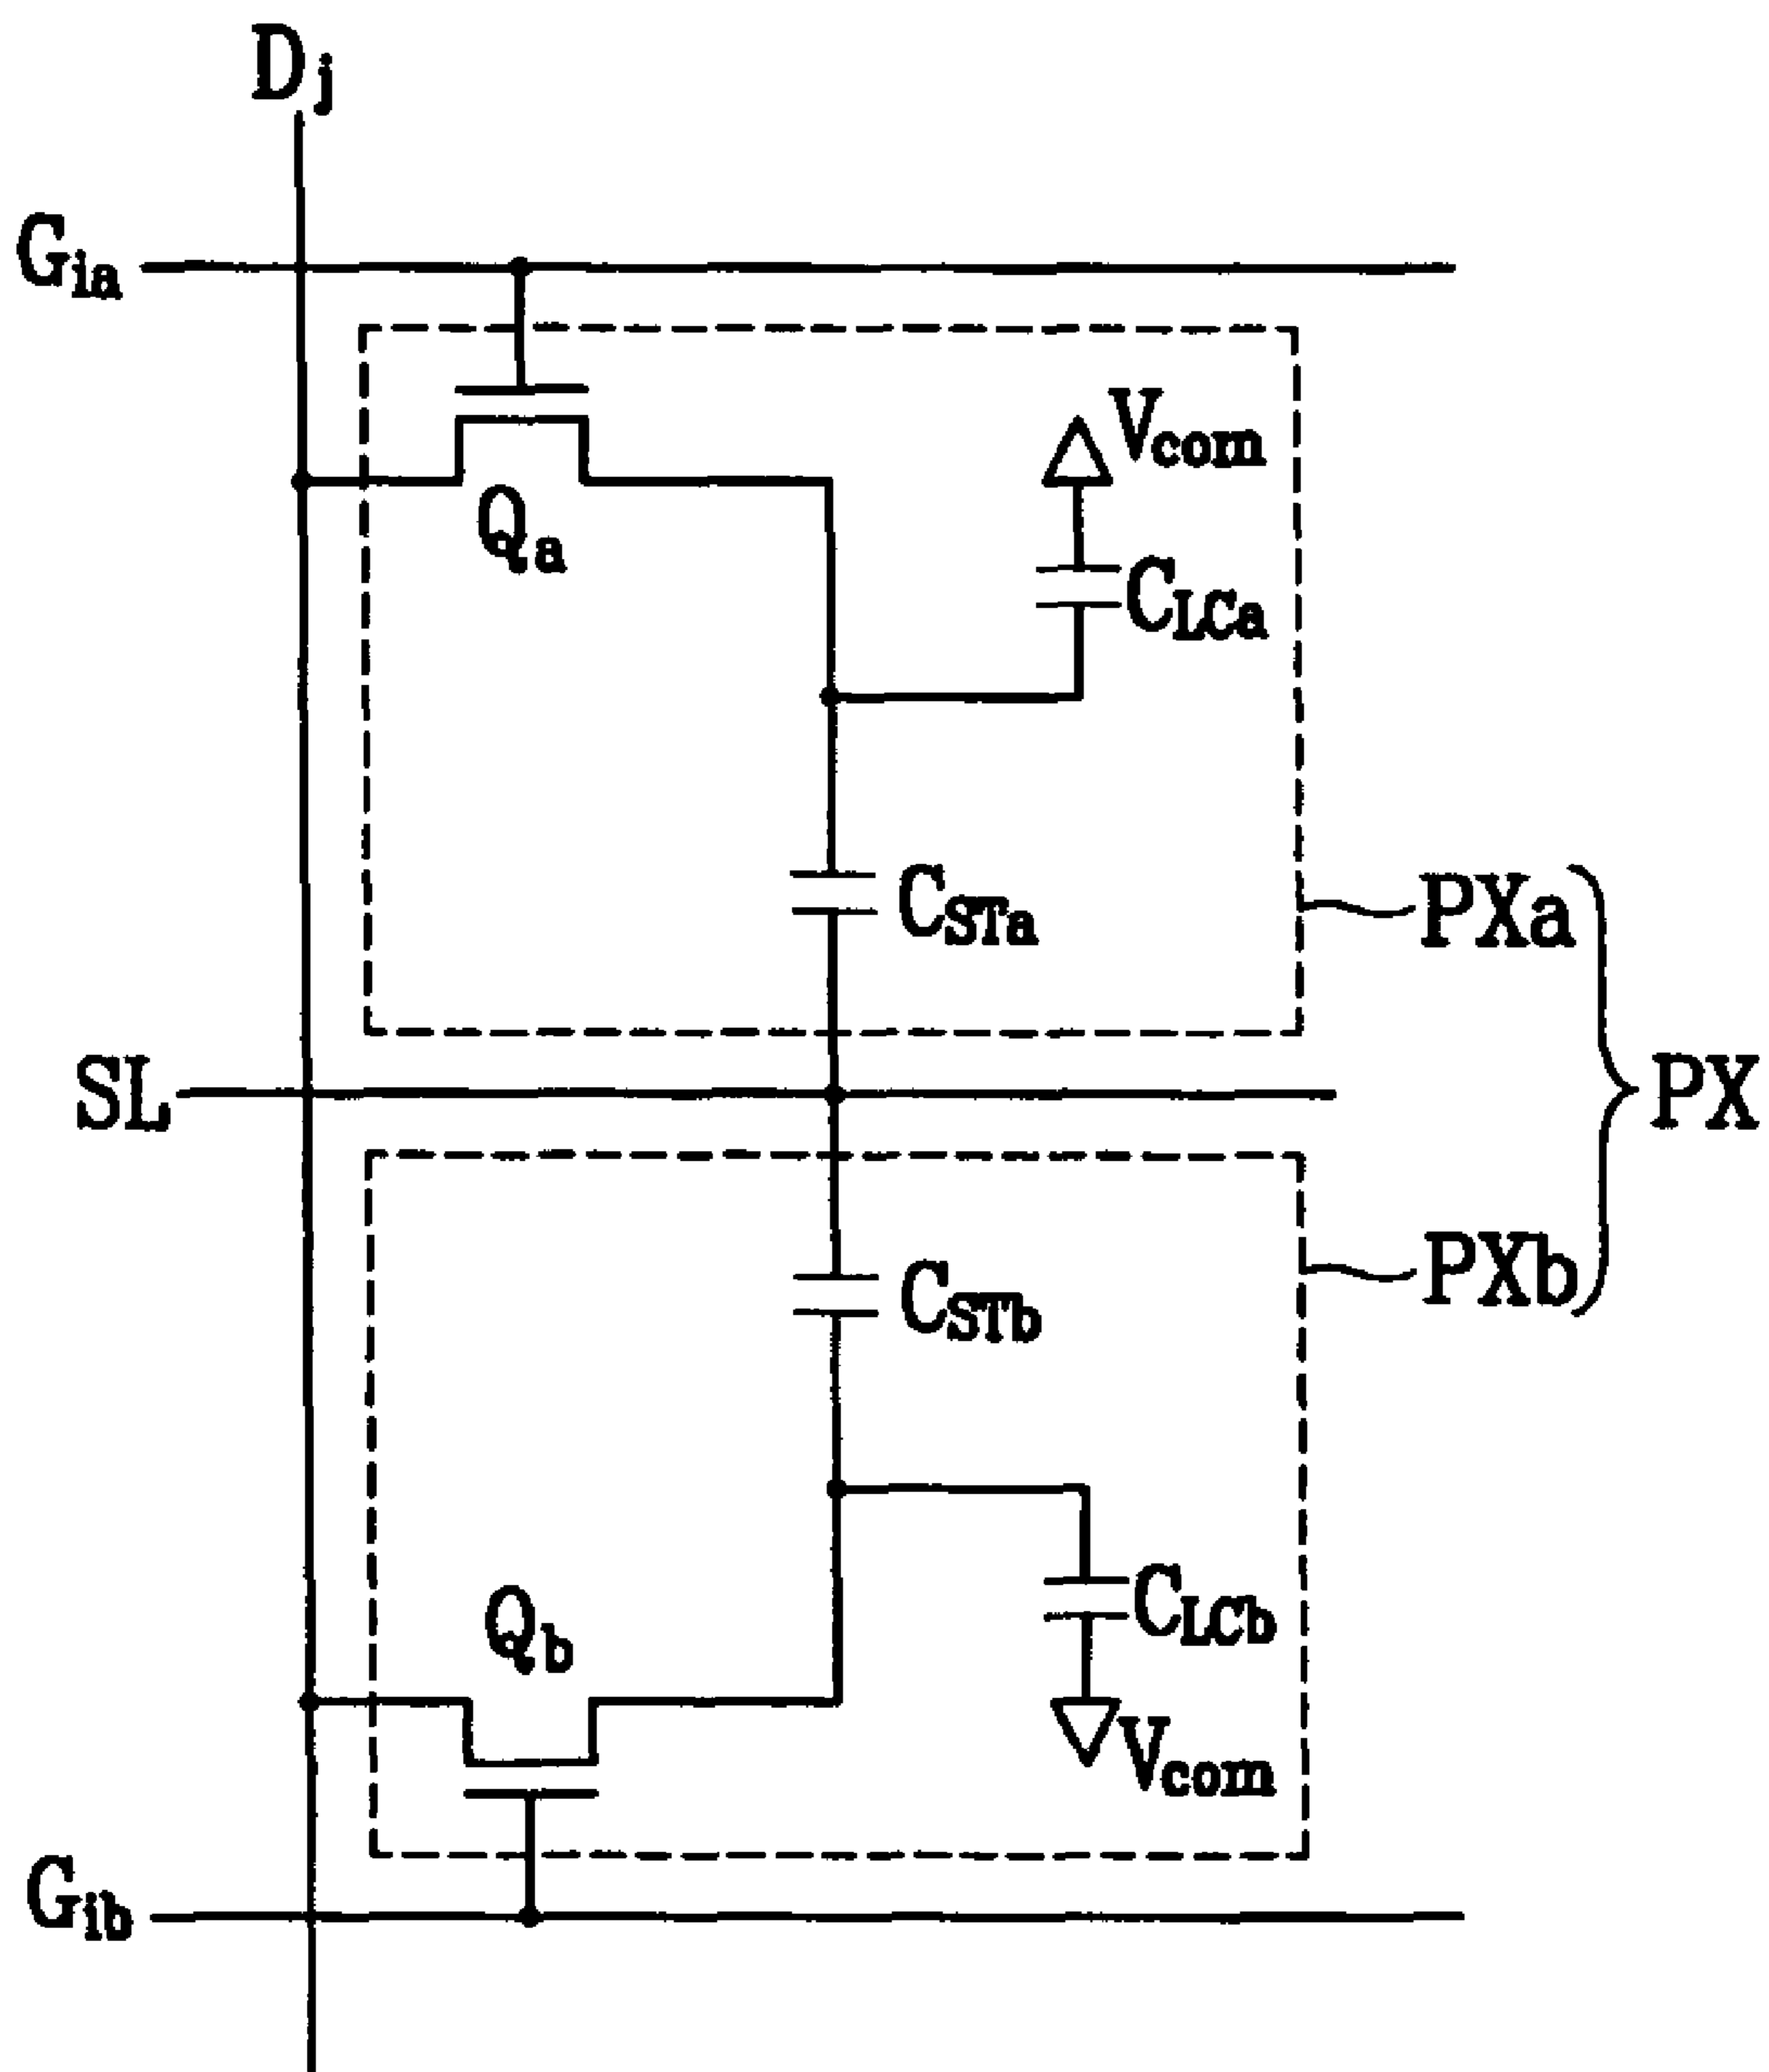 Dj
Gia
Vcom
Qa
CLCa
CSTa
PXa
SL
PX
CSTb
PXb
CLCb
Qb
Vcom
Gib